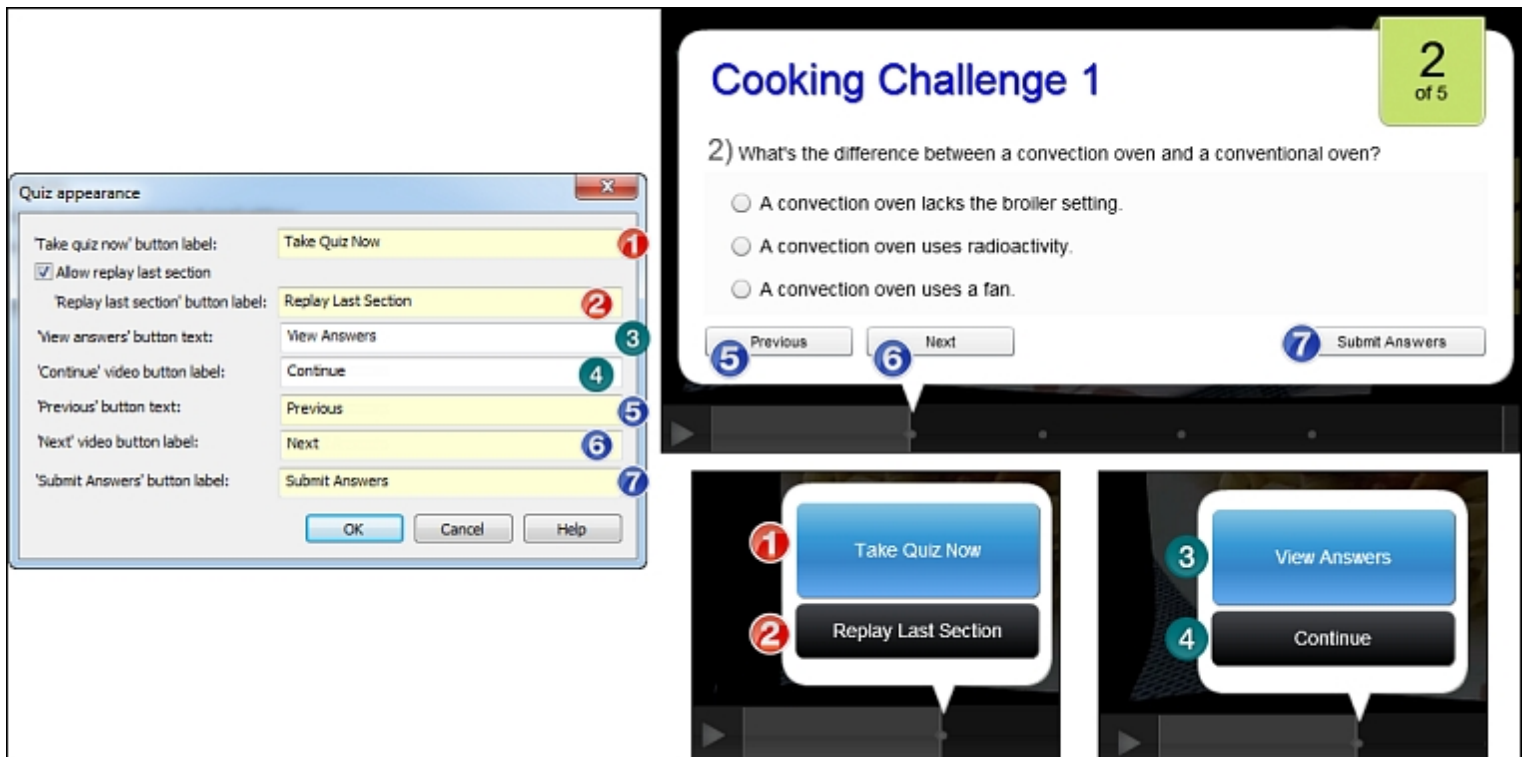 Quiz appearance
'Take quiz now' button label: Take Quiz Now 1
Allow replay last section
'Replay last section' button label: Replay Last Section 2
'View answers' button text: View Answers 3
'Continue' video button label: Continue 4
'Previous' button text: Previous 5
'Next' video button label: Next 6
'Submit Answers' button label: Submit Answers 7
OK Cancel Help
Cooking Challenge 1
2
of 5
2) What's the difference between a convection oven and a conventional oven?
A convection oven lacks the broiler setting.
A convection oven uses radioactivity.
A convection oven uses a fan.
5 Previous 6 Next 7 Submit Answers
1 Take Quiz Now
2 Replay Last Section
3 View Answers
4 Continue